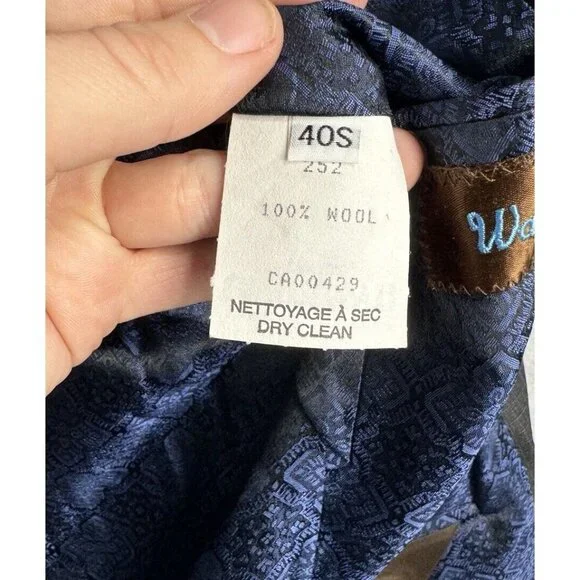 40S
252
100% WOOL
CA00429
NETTOYAGE À SEC
DRY CLEAN